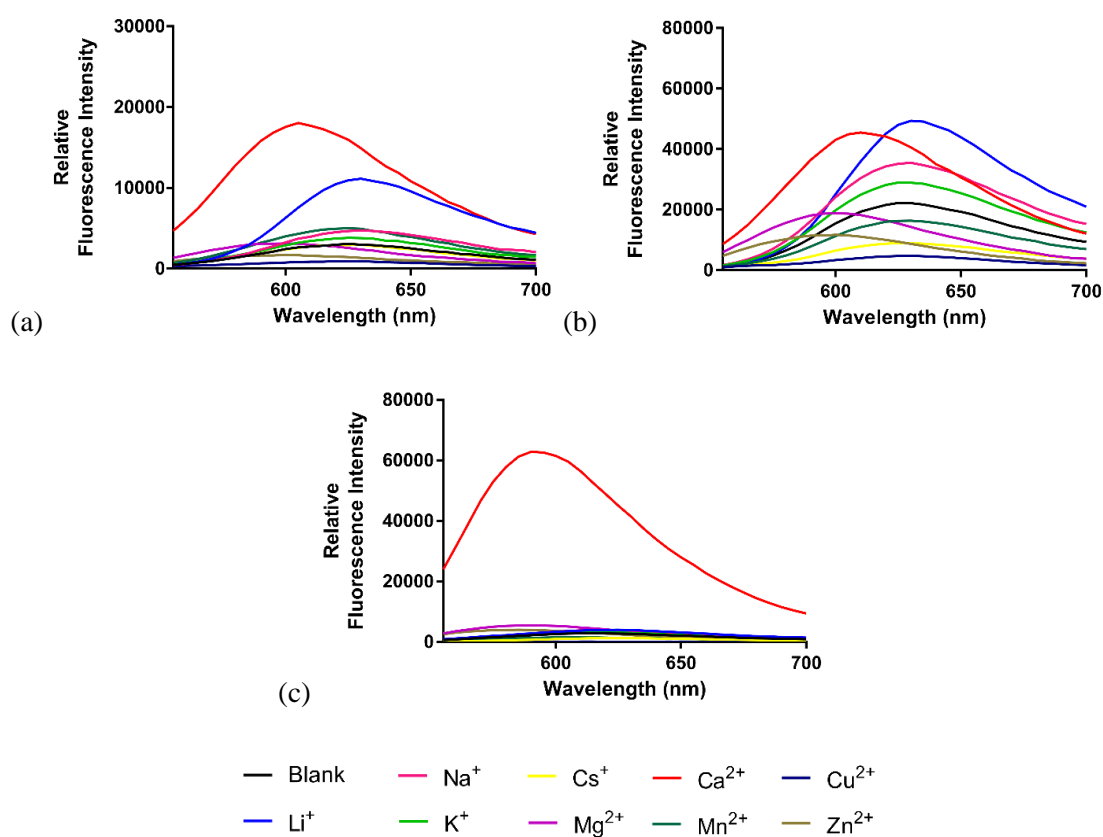 30000
20000
10000
0
Relative
Fluorescence Intensity
600
650
700
Wavelength (nm)
(a)
80000
60000
40000
20000
0
Relative
Fluorescence Intensity
600
650
700
Wavelength (nm)
(b)
80000
60000
40000
20000
0
Relative
Fluorescence Intensity
600
650
700
Wavelength (nm)
(c)
Blank Na⁺ Cs⁺ Ca²⁺ Cu²⁺
Li⁺ K⁺ Mg²⁺ Mn²⁺ Zn²⁺